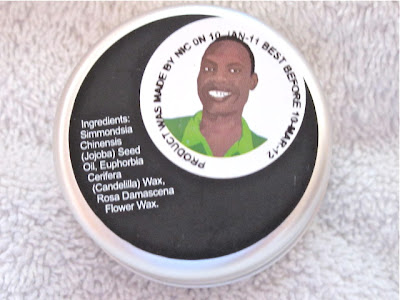 PRODUCT WAS MADE BY NIC ON 10-JAN-11 BEST BEFORE 10-MAR-12
Ingredients:
Simmondsia
Chinensis
(Jojoba) Seed
Oil, Euphorbia
Cerifera
(Candelilla) Wax,
Rosa Damascena
Flower Wax.